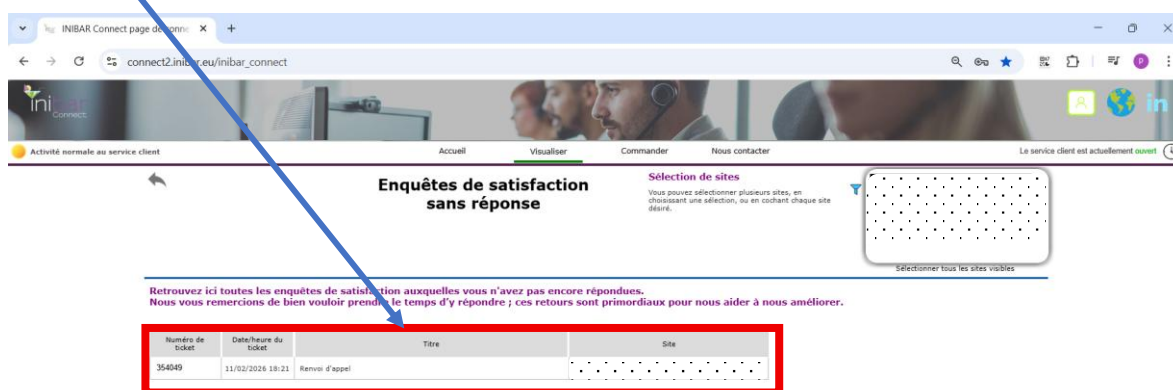 INIBAR Connect page de conne
connect2.inibar.eu/inibar_connect
inibar
Connect
in
Activité normale au service client
Accueil
Visualiser
Commander
Nous contacter
Le service client est actuellement ouvert
Enquêtes de satisfaction
sans réponse
Sélection de sites
Vous pouvez sélectionner plusieurs sites, en
choisissant une sélection, ou en cochant chaque site
désiré.
Sélectionner tous les sites visibles
Retrouvez ici toutes les enquêtes de satisfaction auxquelles vous n'avez pas encore répondues.
Nous vous remercions de bien vouloir prendre le temps d'y répondre ; ces retours sont primordiaux pour nous aider à nous améliorer.
Numéro de
ticket
Date/heure du
ticket
Titre
Site
354049
11/02/2026 18:21
Renvoi d'appel